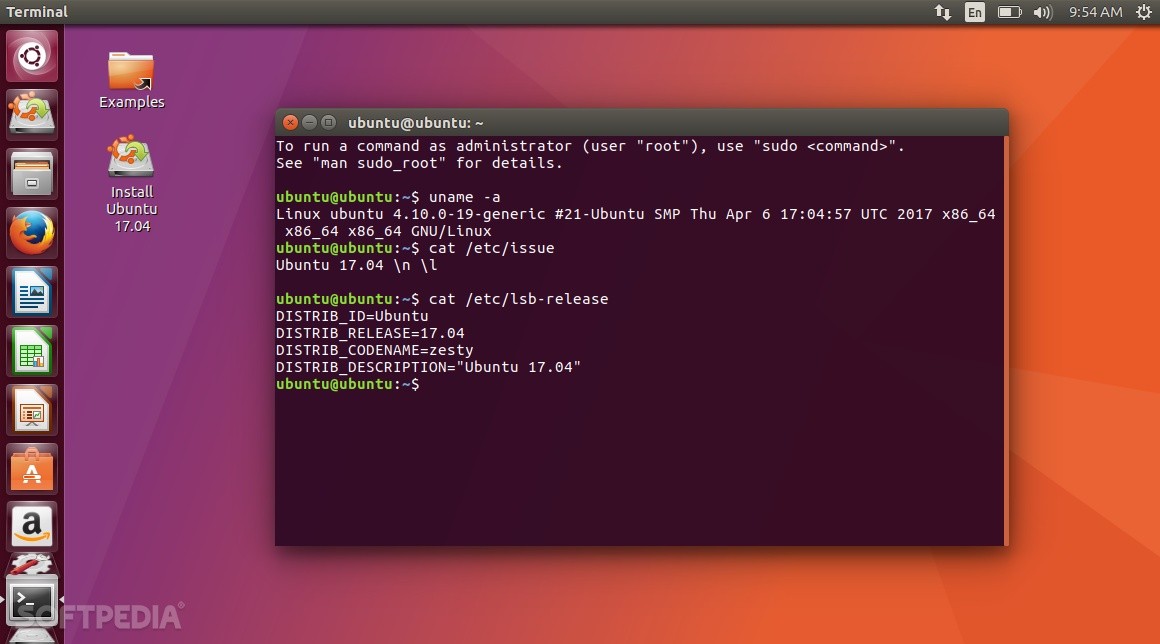 Terminal
En
9:54 AM
Examples
Install
Ubuntu
17.04
ubuntu@ubuntu: ~
To run a command as administrator (user "root"), use "sudo <command>".
See "man sudo_root" for details.
ubuntu@ubuntu:~$ uname -a
Linux ubuntu 4.10.0-19-generic #21-Ubuntu SMP Thu Apr 6 17:04:57 UTC 2017 x86_64
x86_64 x86_64 GNU/Linux
ubuntu@ubuntu:~$ cat /etc/issue
Ubuntu 17.04 \n \l
ubuntu@ubuntu:~$ cat /etc/lsb-release
DISTRIB_ID=Ubuntu
DISTRIB_RELEASE=17.04
DISTRIB_CODENAME=zesty
DISTRIB_DESCRIPTION="Ubuntu 17.04"
ubuntu@ubuntu:~$
A
a
>_
SOFTPEDIA®